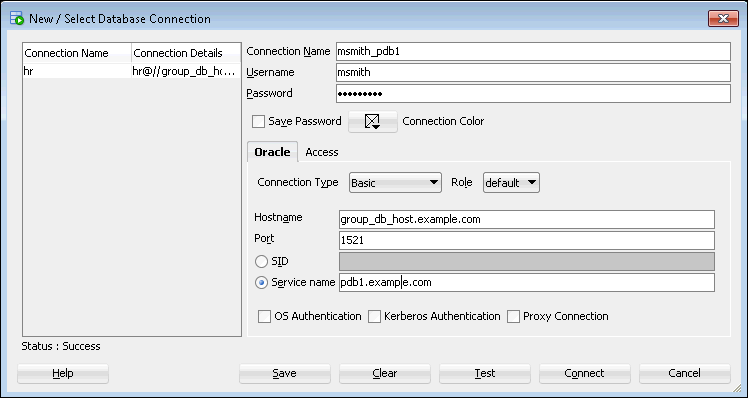 New / Select Database Connection
Connection Name Connection Details
hr hr@//group_db_ho...
Connection Name msmith_pdb1
Username msmith
Password •••••••••
Save Password Connection Color
Oracle Access
Connection Type Basic Role default
Hostname group_db_host.example.com
Port 1521
SID
Service name pdb1.example.com
OS Authentication Kerberos Authentication Proxy Connection
Status : Success
Help Save Clear Test Connect Cancel